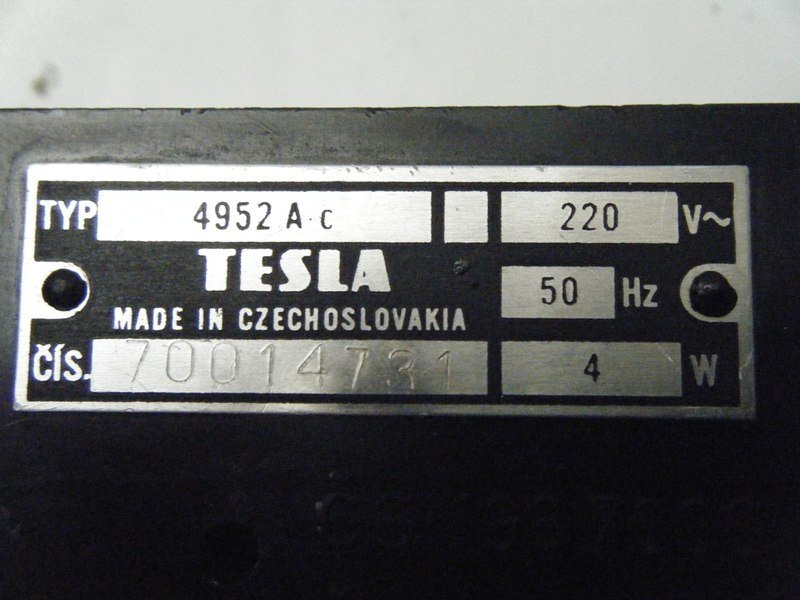 TYP 4952 A c 220 V~
TESLA
50 Hz
MADE IN CZECHOSLOVAKIA
ČÍS. 70014731 4 W